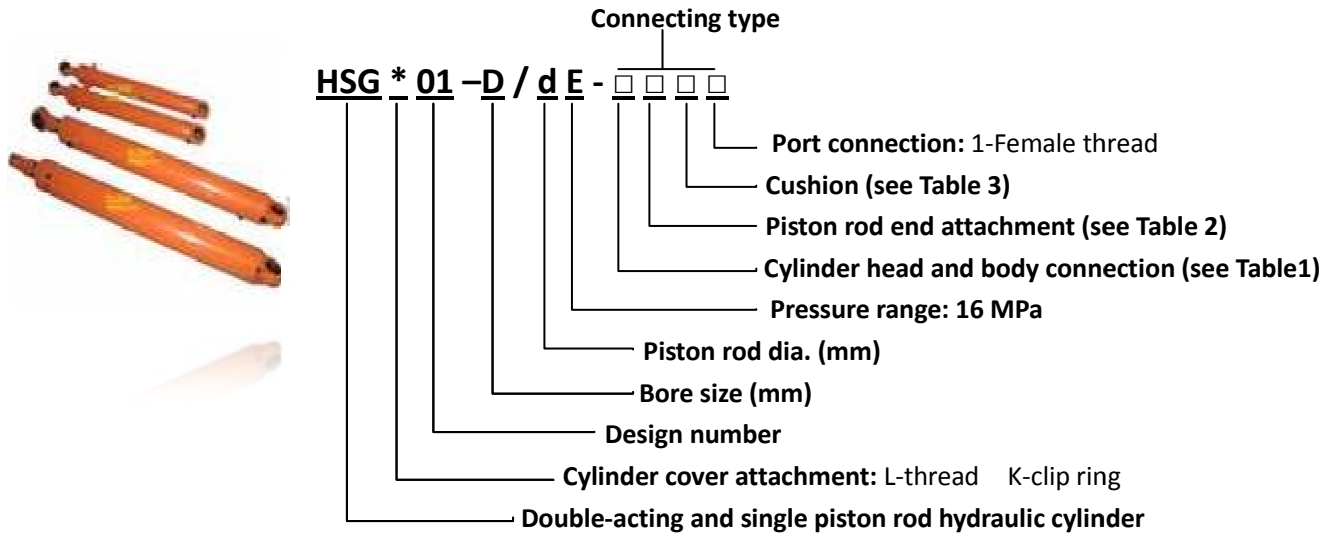 Connecting type
HSG * 01 –D / d E - □ □ □ □
Port connection: 1-Female thread
Cushion (see Table 3)
Piston rod end attachment (see Table 2)
Cylinder head and body connection (see Table1)
Pressure range: 16 MPa
Piston rod dia. (mm)
Bore size (mm)
Design number
Cylinder cover attachment: L-thread K-clip ring
Double-acting and single piston rod hydraulic cylinder